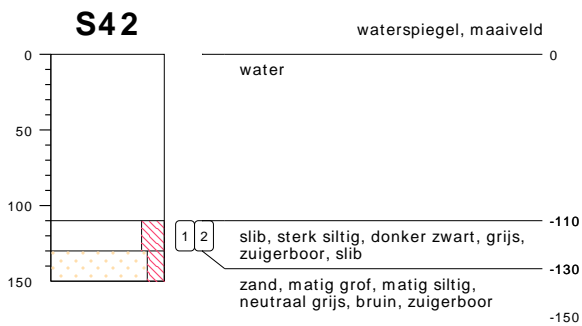 S42
waterspiegel, maaiveld
0
0
water
50
100
-110
1 2
slib, sterk siltig, donker zwart, grijs,
zuigerboor, slib
-130
150
zand, matig grof, matig siltig,
neutraal grijs, bruin, zuigerboor
-150